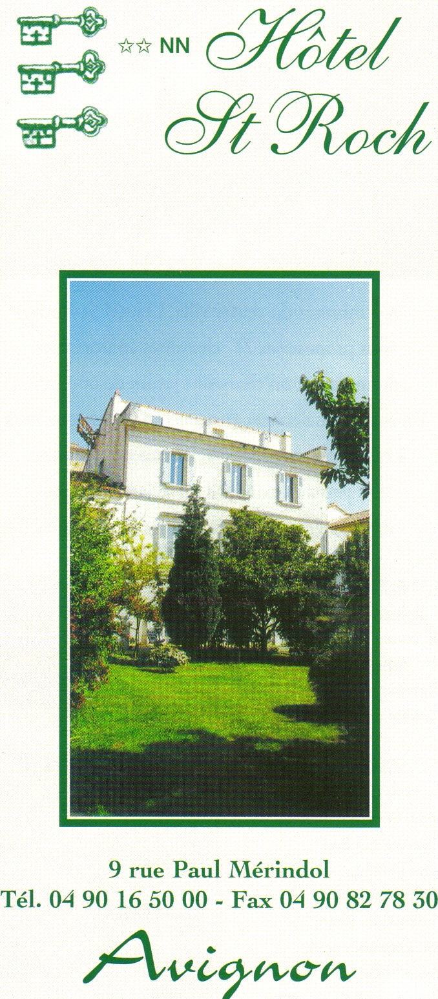 ☆☆ NN Hôtel
St Roch
9 rue Paul Mérindol
Tél. 04 90 16 50 00 - Fax 04 90 82 78 30
Avignon